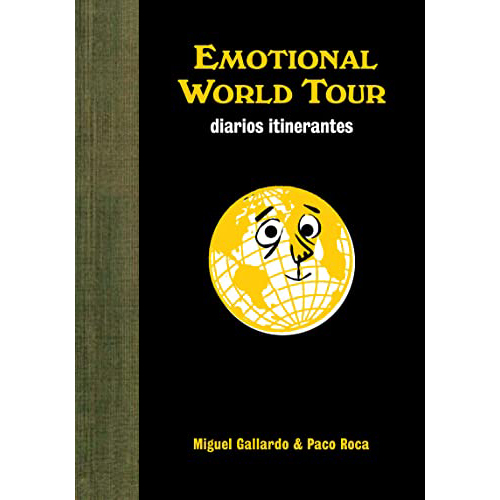 EMOTIONAL
WORLD TOUR
diarios itinerantes
Miguel Gallardo & Paco Roca